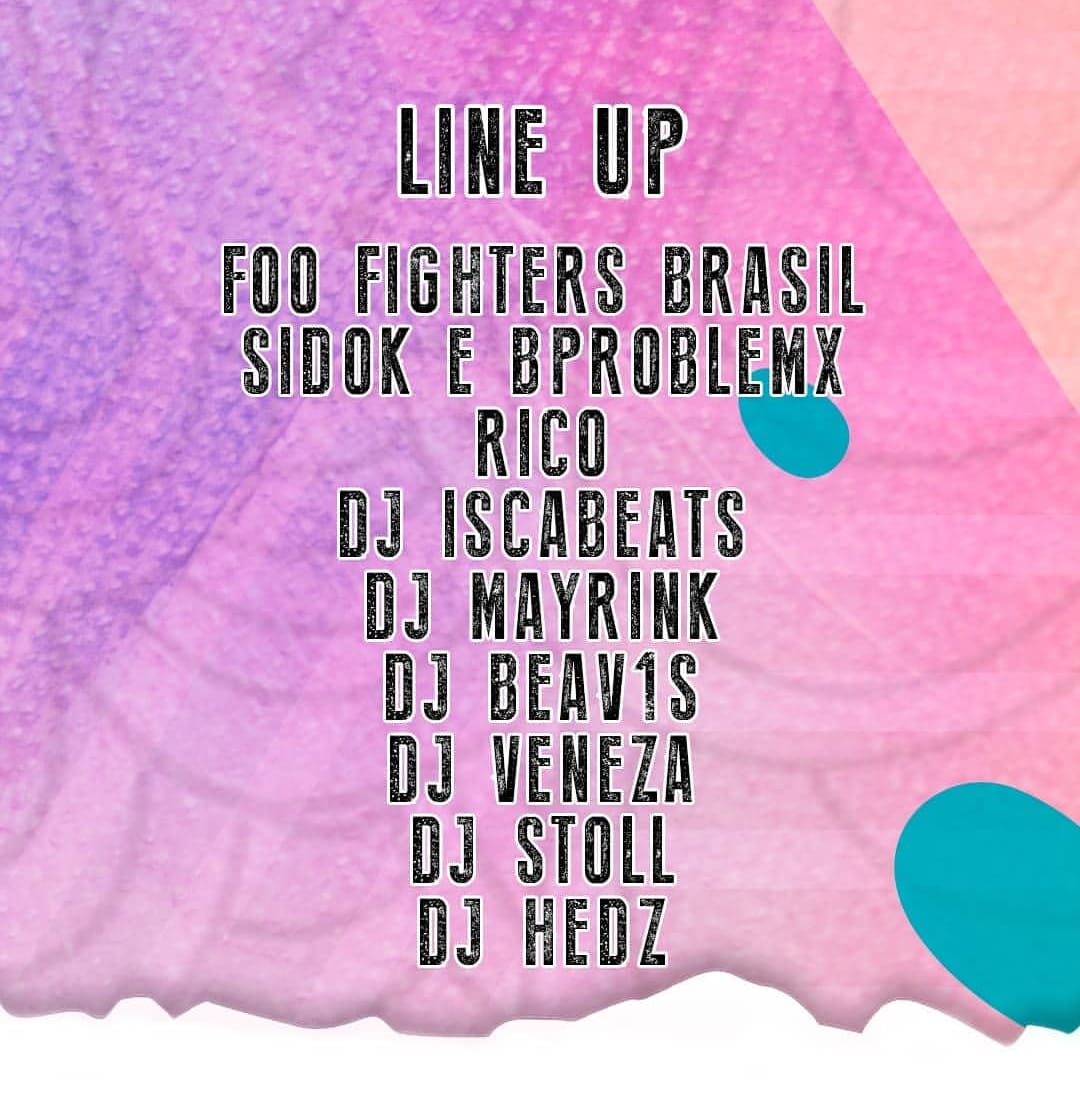 LINE UP
FOO FIGHTERS BRASIL
SIDOK E BPROBLEMX
RICO
DJ ISCABEATS
DJ MAYRINK
DJ BEAV1S
DJ VENEZA
DJ STOLL
DJ HEDZ